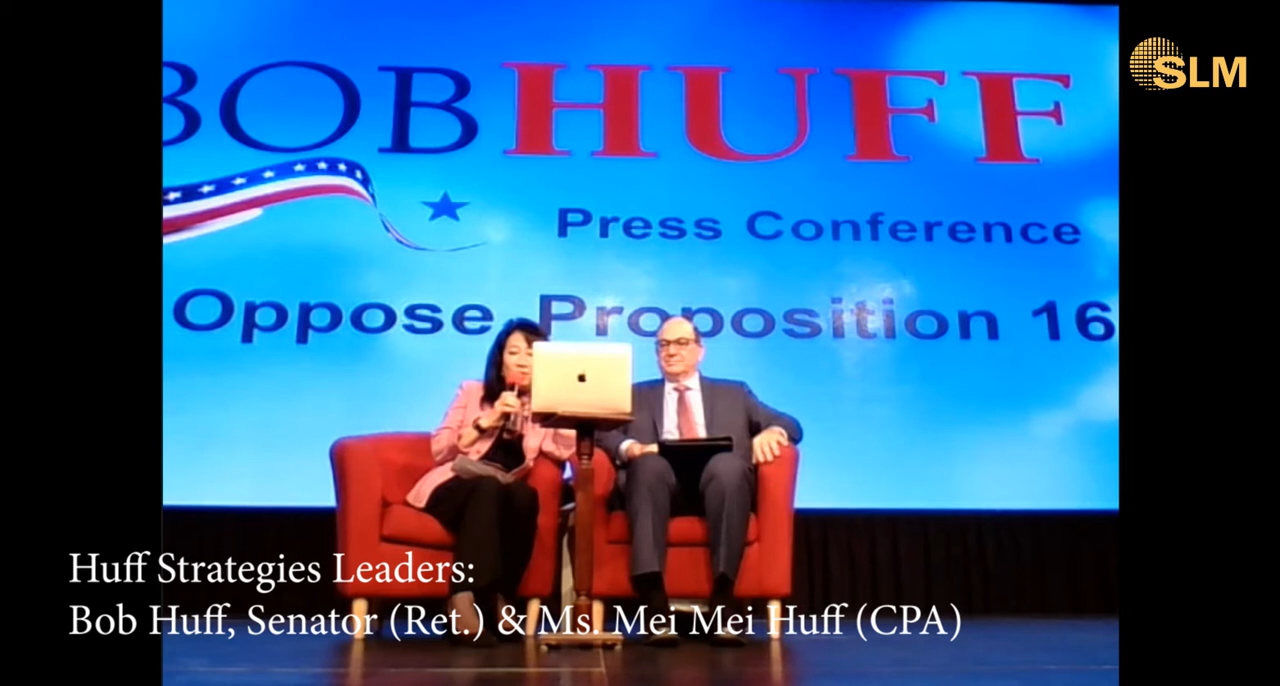 BOB HUFF
SLM
Press Conference
Oppose Proposition 16
Huff Strategies Leaders:
Bob Huff, Senator (Ret.) & Ms. Mei Mei Huff (CPA)